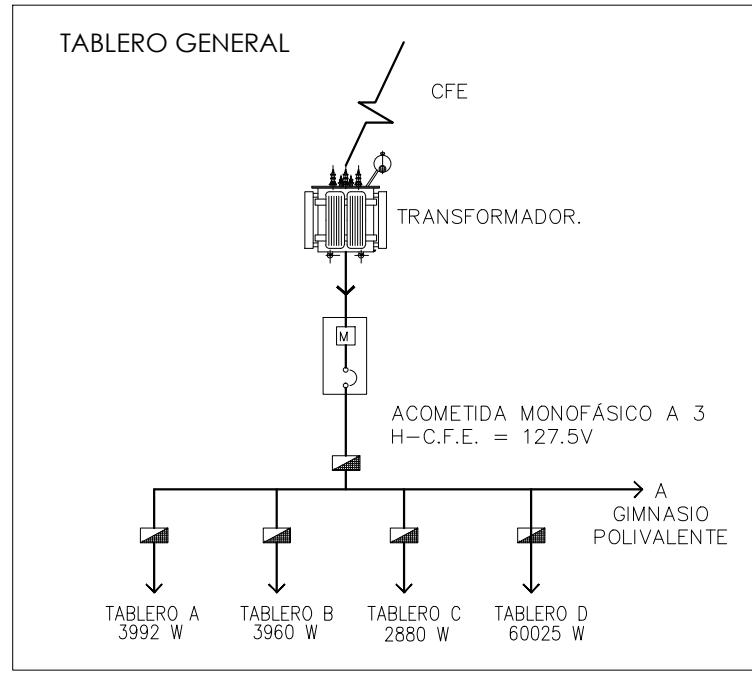 TABLERO GENERAL
CFE
TRANSFORMADOR.
M
ACOMETIDA MONOFÁSICO A 3
H-C.F.E. = 127.5V
A
GIMNASIO
POLIVALENTE
TABLERO A
3992 W
TABLERO B
3960 W
TABLERO C
2880 W
TABLERO D
60025 W